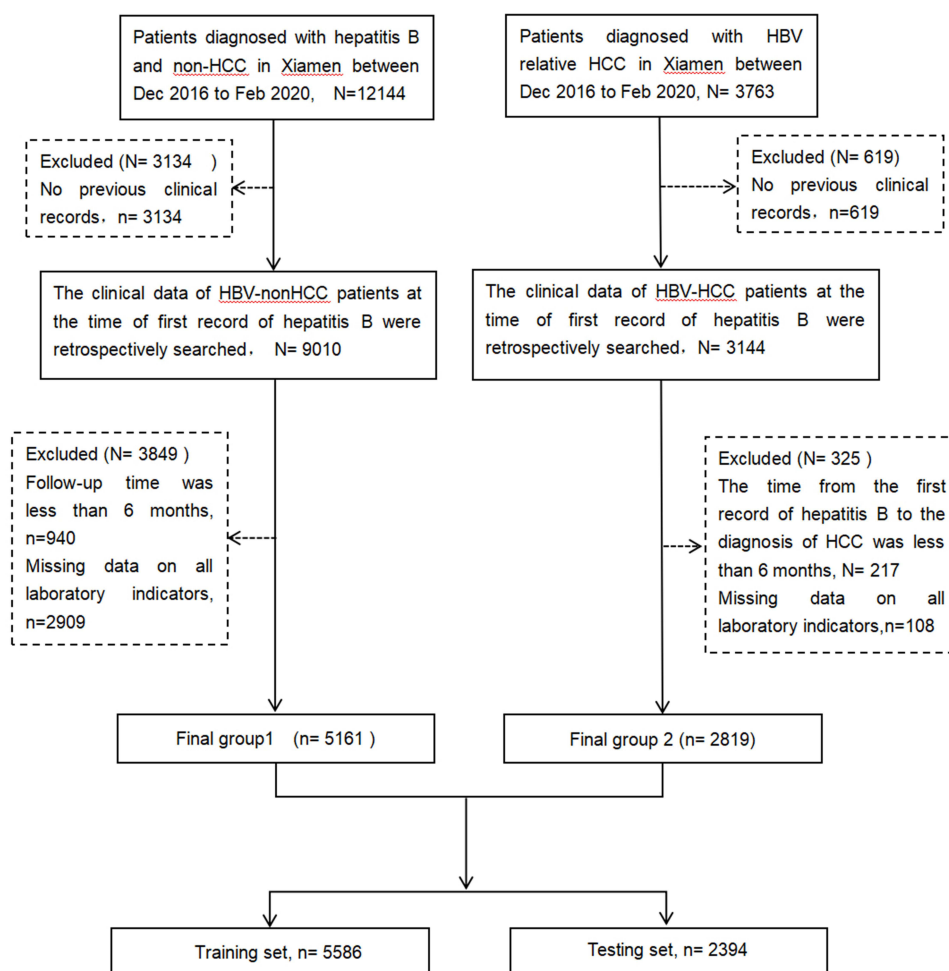 Patients diagnosed with hepatitis B
and non-HCC in Xiamen between
Dec 2016 to Feb 2020, N=12144
Patients diagnosed with HBV
relative HCC in Xiamen between
Dec 2016 to Feb 2020, N= 3763
Excluded (N= 3134 )
No previous clinical
records, n= 3134
Excluded (N= 619)
No previous clinical
records, n=619
The clinical data of HBV-nonHCC patients at
the time of first record of hepatitis B were
retrospectively searched, N= 9010
The clinical data of HBV-HCC patients at the
time of first record of hepatitis B were
retrospectively searched, N= 3144
Excluded (N= 3849 )
Follow-up time was
less than 6 months,
n=940
Missing data on all
laboratory indicators,
n=2909
Excluded (N= 325 )
The time from the first
record of hepatitis B to the
diagnosis of HCC was less
than 6 months, N= 217
Missing data on all
laboratory indicators,n=108
Final group1 (n= 5161 )
Final group 2 (n= 2819)
Training set, n= 5586
Testing set, n= 2394